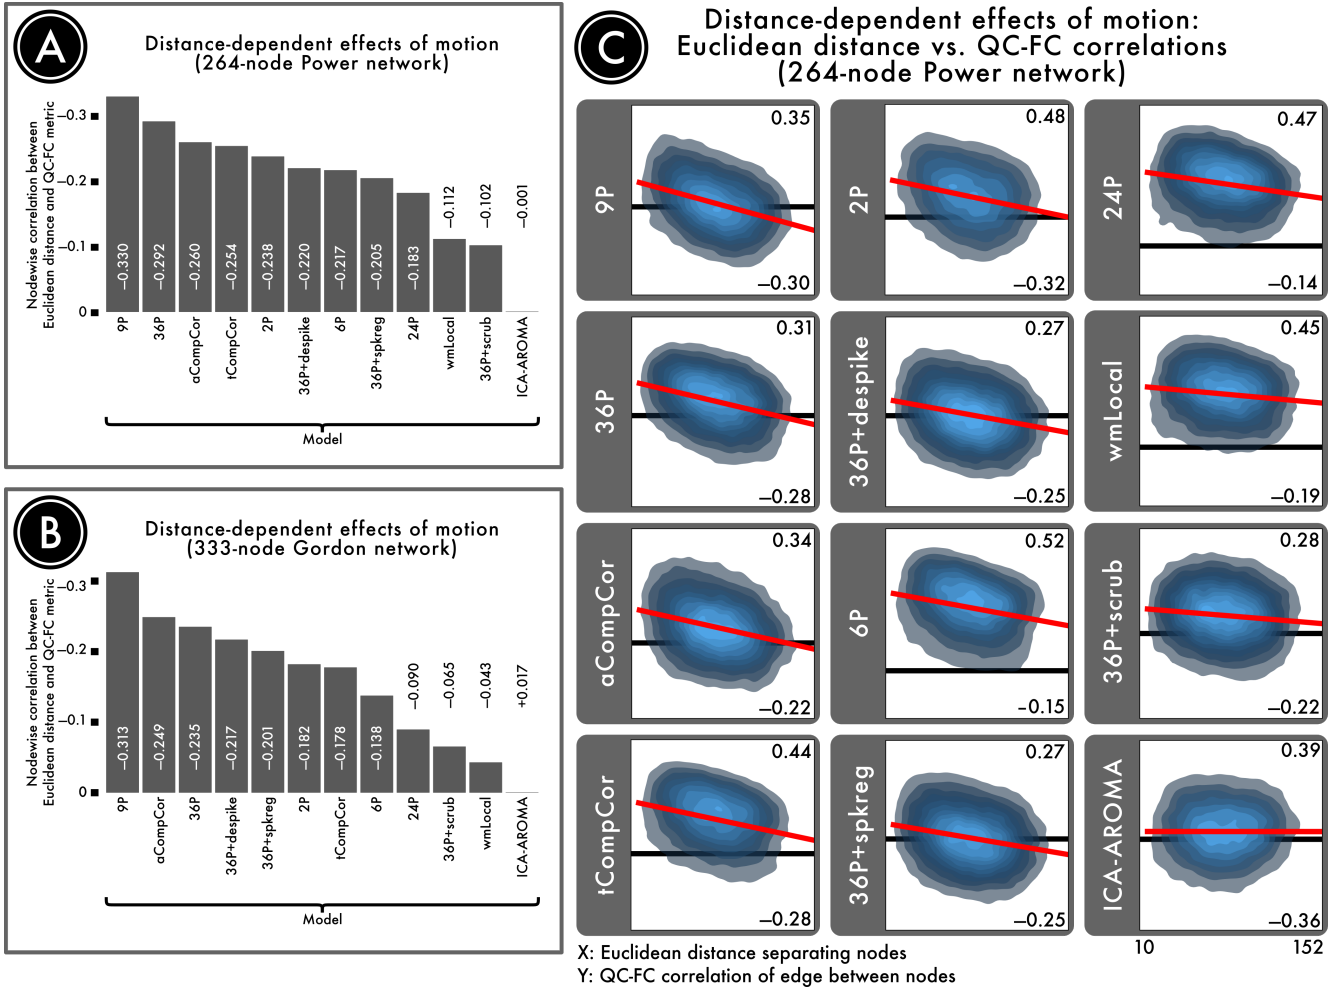 A
Distance-dependent effects of motion
(264-node Power network)
Nodewise correlation between
Euclidean distance and QC-FC metric
−0.3
−0.2
−0.1
0
−0.330
−0.292
−0.260
−0.254
−0.238
−0.220
−0.217
−0.205
−0.183
−0.112
−0.102
−0.001
9P
36P
aCompCor
tCompCor
2P
36P+despike
6P
36P+spkreg
24P
wmLocal
36P+scrub
ICA-AROMA
Model
B
Distance-dependent effects of motion
(333-node Gordon network)
Nodewise correlation between
Euclidean distance and QC-FC metric
−0.3
−0.2
−0.1
0
−0.313
−0.249
−0.235
−0.217
−0.201
−0.182
−0.178
−0.138
−0.090
−0.065
−0.043
+0.017
9P
aCompCor
36P
36P+despike
36P+spkreg
2P
tCompCor
6P
24P
36P+scrub
wmLocal
ICA-AROMA
Model
C
Distance-dependent effects of motion:
Euclidean distance vs. QC-FC correlations
(264-node Power network)
9P
0.35
−0.30
2P
0.48
−0.32
24P
0.47
−0.14
36P
0.31
−0.28
36P+despike
0.27
−0.25
wmLocal
0.45
−0.19
aCompCor
0.34
−0.22
6P
0.52
-0.15
36P+scrub
0.28
−0.22
tCompCor
0.44
−0.28
36P+spkreg
0.27
−0.25
ICA-AROMA
0.39
−0.36
10
152
X: Euclidean distance separating nodes
Y: QC-FC correlation of edge between nodes